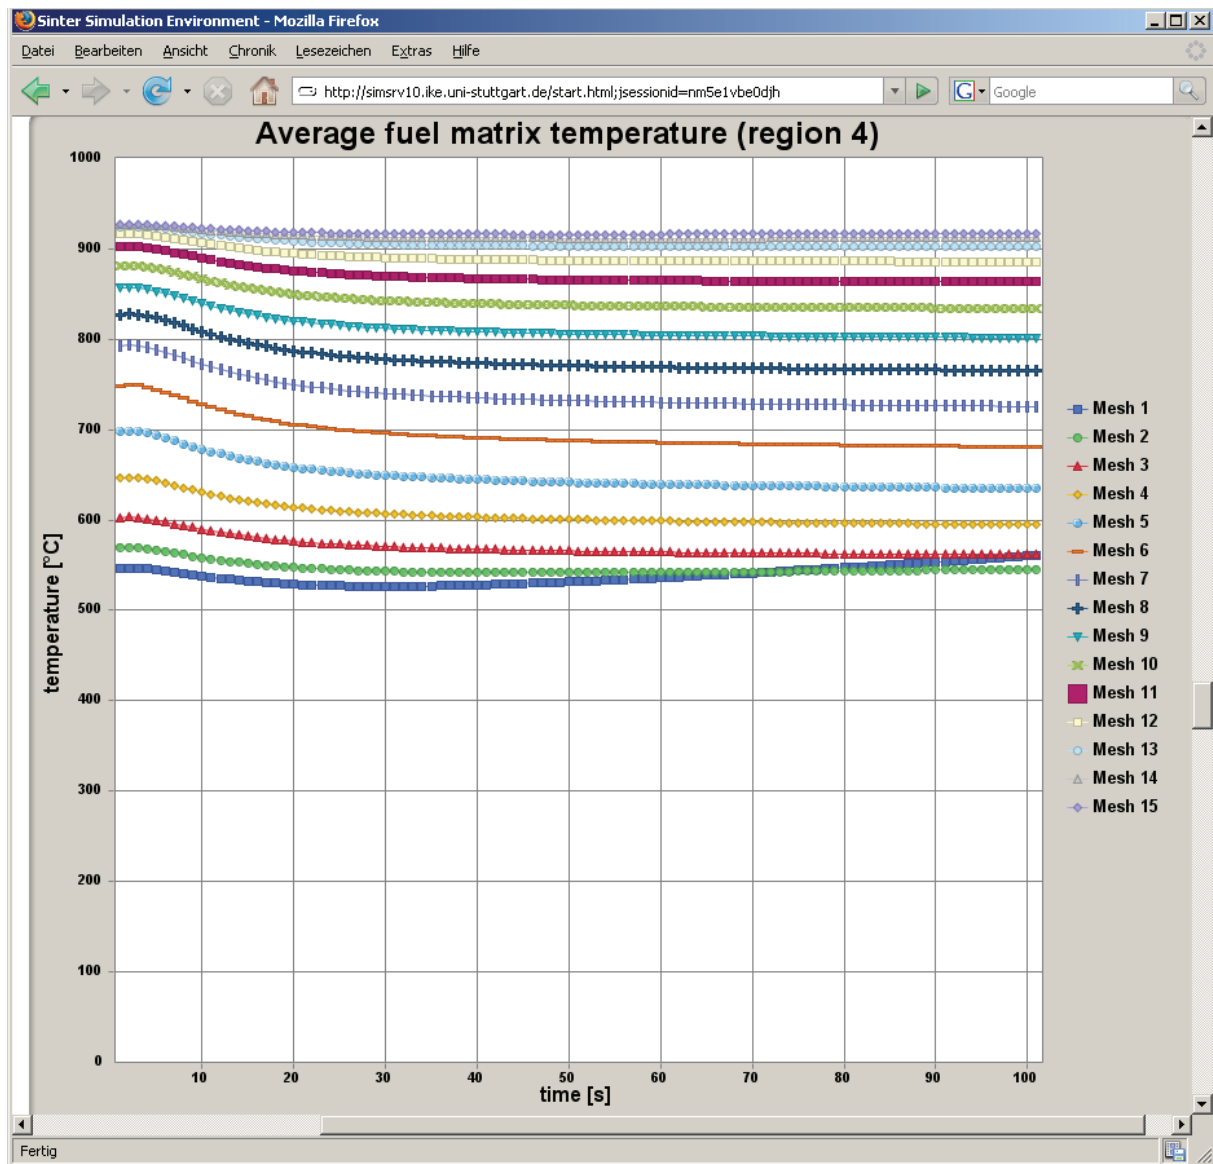 Sinter Simulation Environment - Mozilla Firefox
Datei Bearbeiten Ansicht Chronik Lesezeichen Extras Hilfe
http://simsrv10.ike.uni-stuttgart.de/start.html;jsessionid=nm5e1vbe0djh
G Google
Average fuel matrix temperature (region 4)
1000
900
800
700
600
500
400
300
200
100
0
temperature [°C]
10 20 30 40 50 60 70 80 90 100
time [s]
Mesh 1
Mesh 2
Mesh 3
Mesh 4
Mesh 5
Mesh 6
Mesh 7
Mesh 8
Mesh 9
Mesh 10
Mesh 11
Mesh 12
Mesh 13
Mesh 14
Mesh 15
Fertig